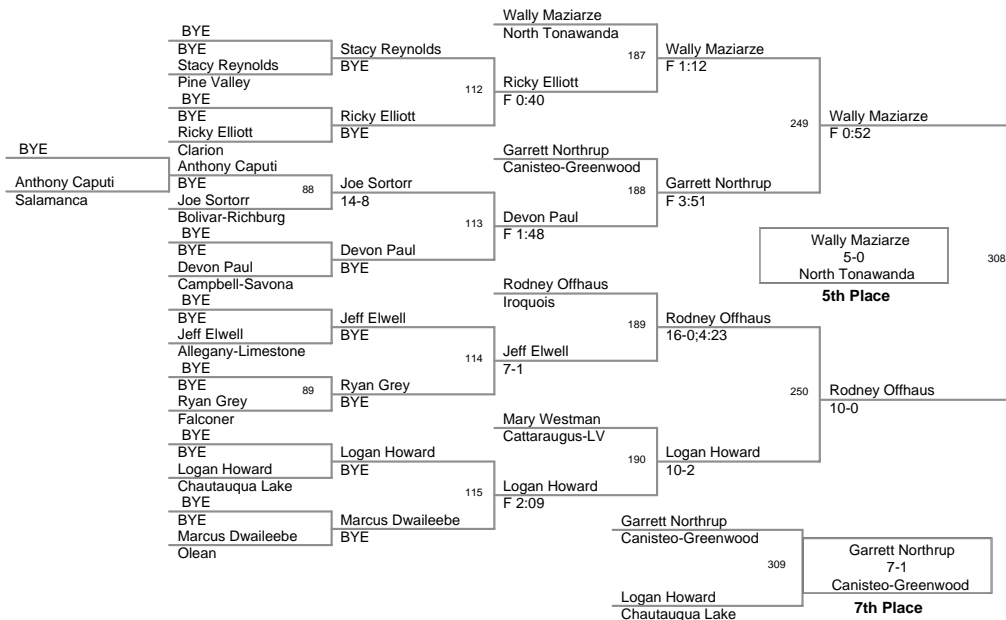 BYE
Anthony Caputi
Salamanca
BYE
BYE
Stacy Reynolds
Pine Valley
BYE
BYE
Ricky Elliott
Clarion
Anthony Caputi
BYE
88
Joe Sortorr
Bolivar-Richburg
BYE
BYE
Devon Paul
Campbell-Savona
BYE
BYE
Jeff Elwell
Allegany-Limestone
BYE
BYE
89
Ryan Grey
Falconer
BYE
BYE
Logan Howard
Chautauqua Lake
BYE
BYE
Marcus Dwaileebe
Olean
Stacy Reynolds
BYE
112
Ricky Elliott
BYE
Joe Sortorr
14-8
113
Devon Paul
BYE
Jeff Elwell
BYE
114
Ryan Grey
BYE
Logan Howard
BYE
115
Marcus Dwaileebe
BYE
Wally Maziarze
North Tonawanda
187
Ricky Elliott
F 0:40
Garrett Northrup
Canisteo-Greenwood
188
Devon Paul
F 1:48
Rodney Offhaus
Iroquois
189
Jeff Elwell
7-1
Mary Westman
Cattaraugus-LV
190
Logan Howard
F 2:09
Wally Maziarze
F 1:12
249
Garrett Northrup
F 3:51
Rodney Offhaus
16-0;4:23
250
Logan Howard
10-2
Wally Maziarze
F 0:52
Rodney Offhaus
10-0
308
Wally Maziarze
5-0
North Tonawanda
5th Place
Garrett Northrup
Canisteo-Greenwood
309
Logan Howard
Chautauqua Lake
Garrett Northrup
7-1
Canisteo-Greenwood
7th Place